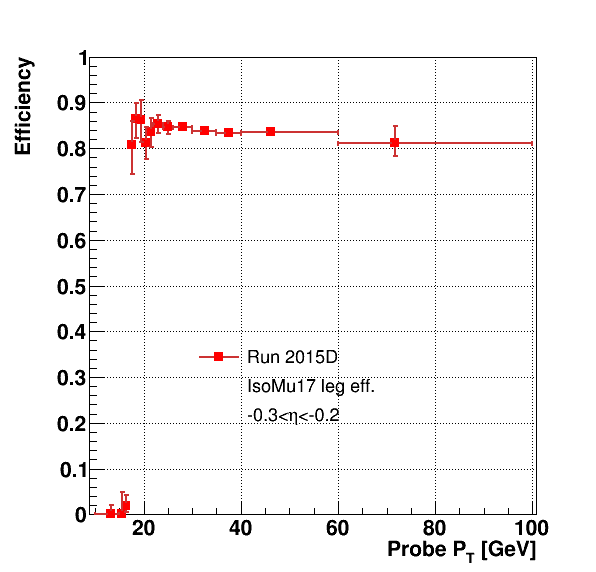 Efficiency
1
0.9
0.8
0.7
0.6
0.5
0.4
0.3
0.2
0.1
0
Run 2015D
IsoMu17 leg eff.
-0.3<η<-0.2
20 40 60 80 100
Probe P_T [GeV]